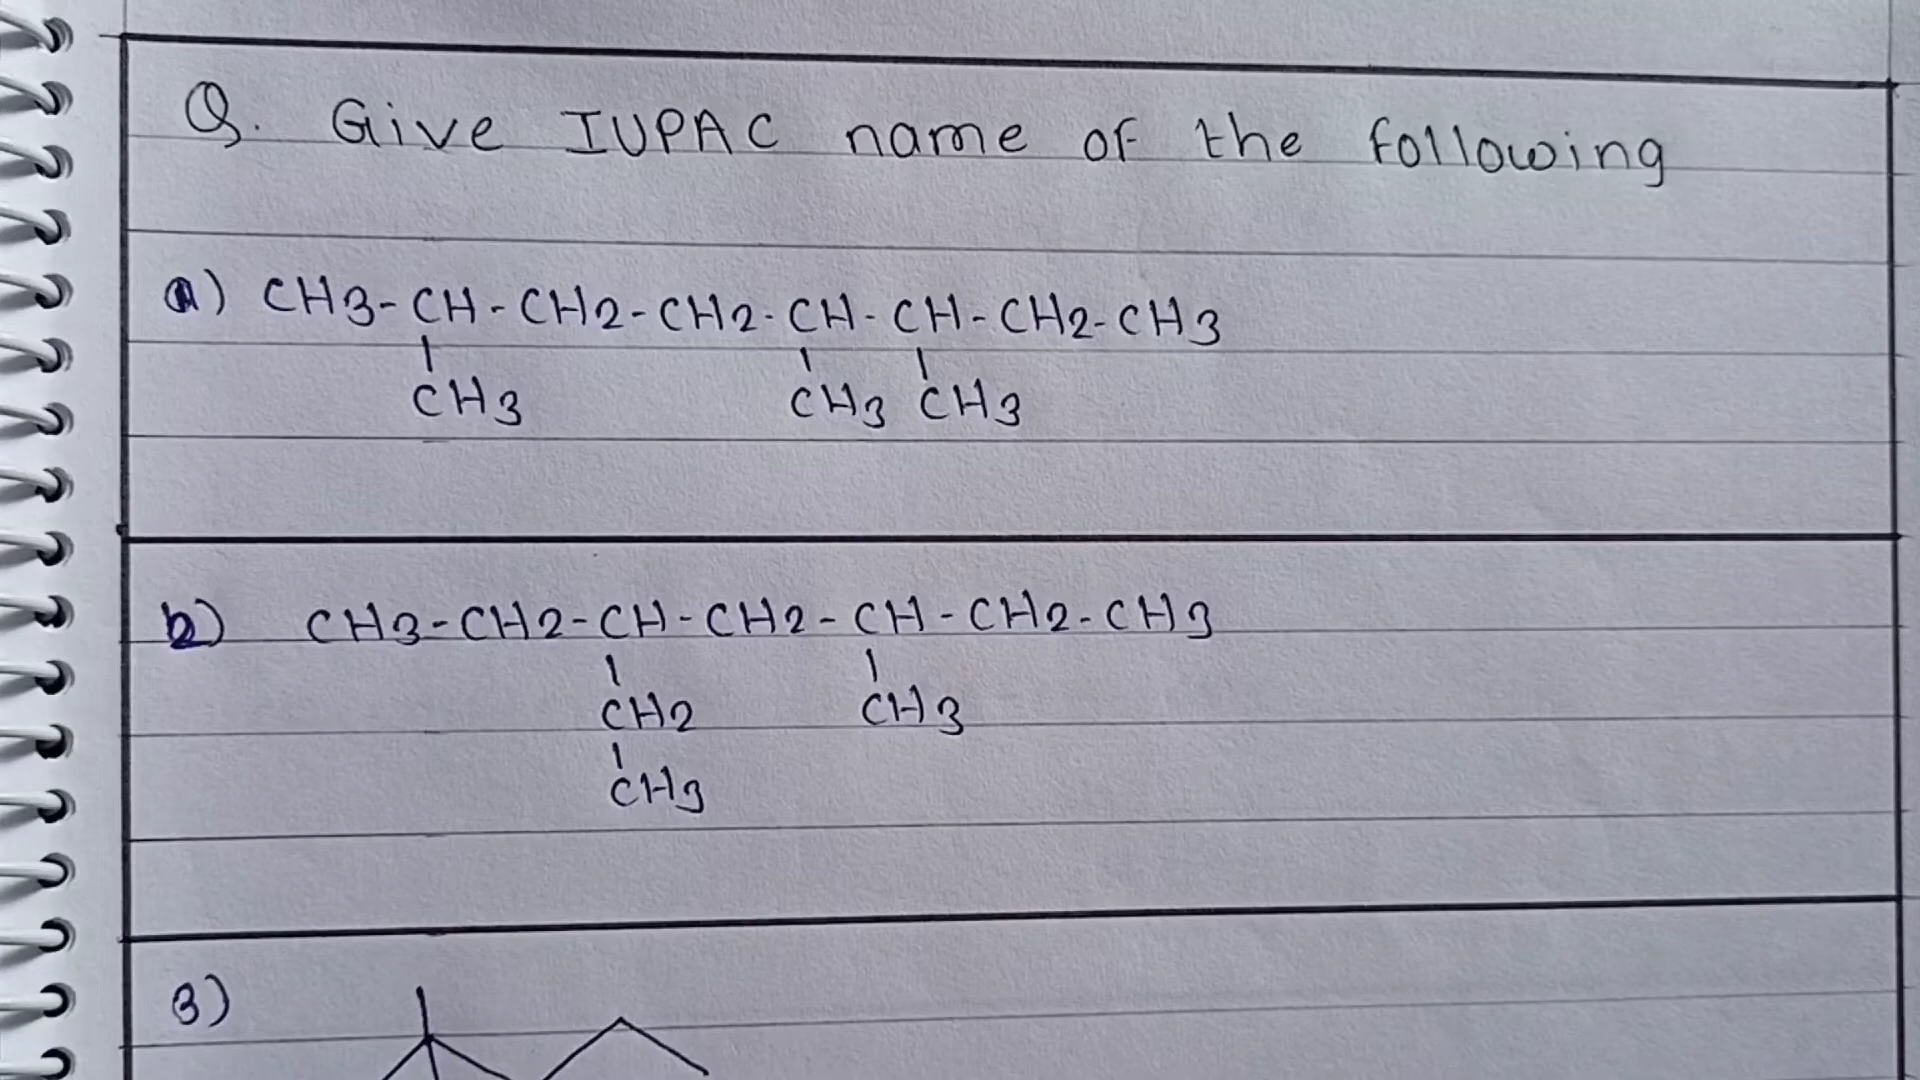 Q. Give IUPAC name of the following
a) CH3-CH-CH2-CH2-CH-CH-CH2-CH3
CH3 CH3 CH3
b) CH3-CH2-CH-CH2-CH-CH2-CH3
CH2 CH3
CH3
3)